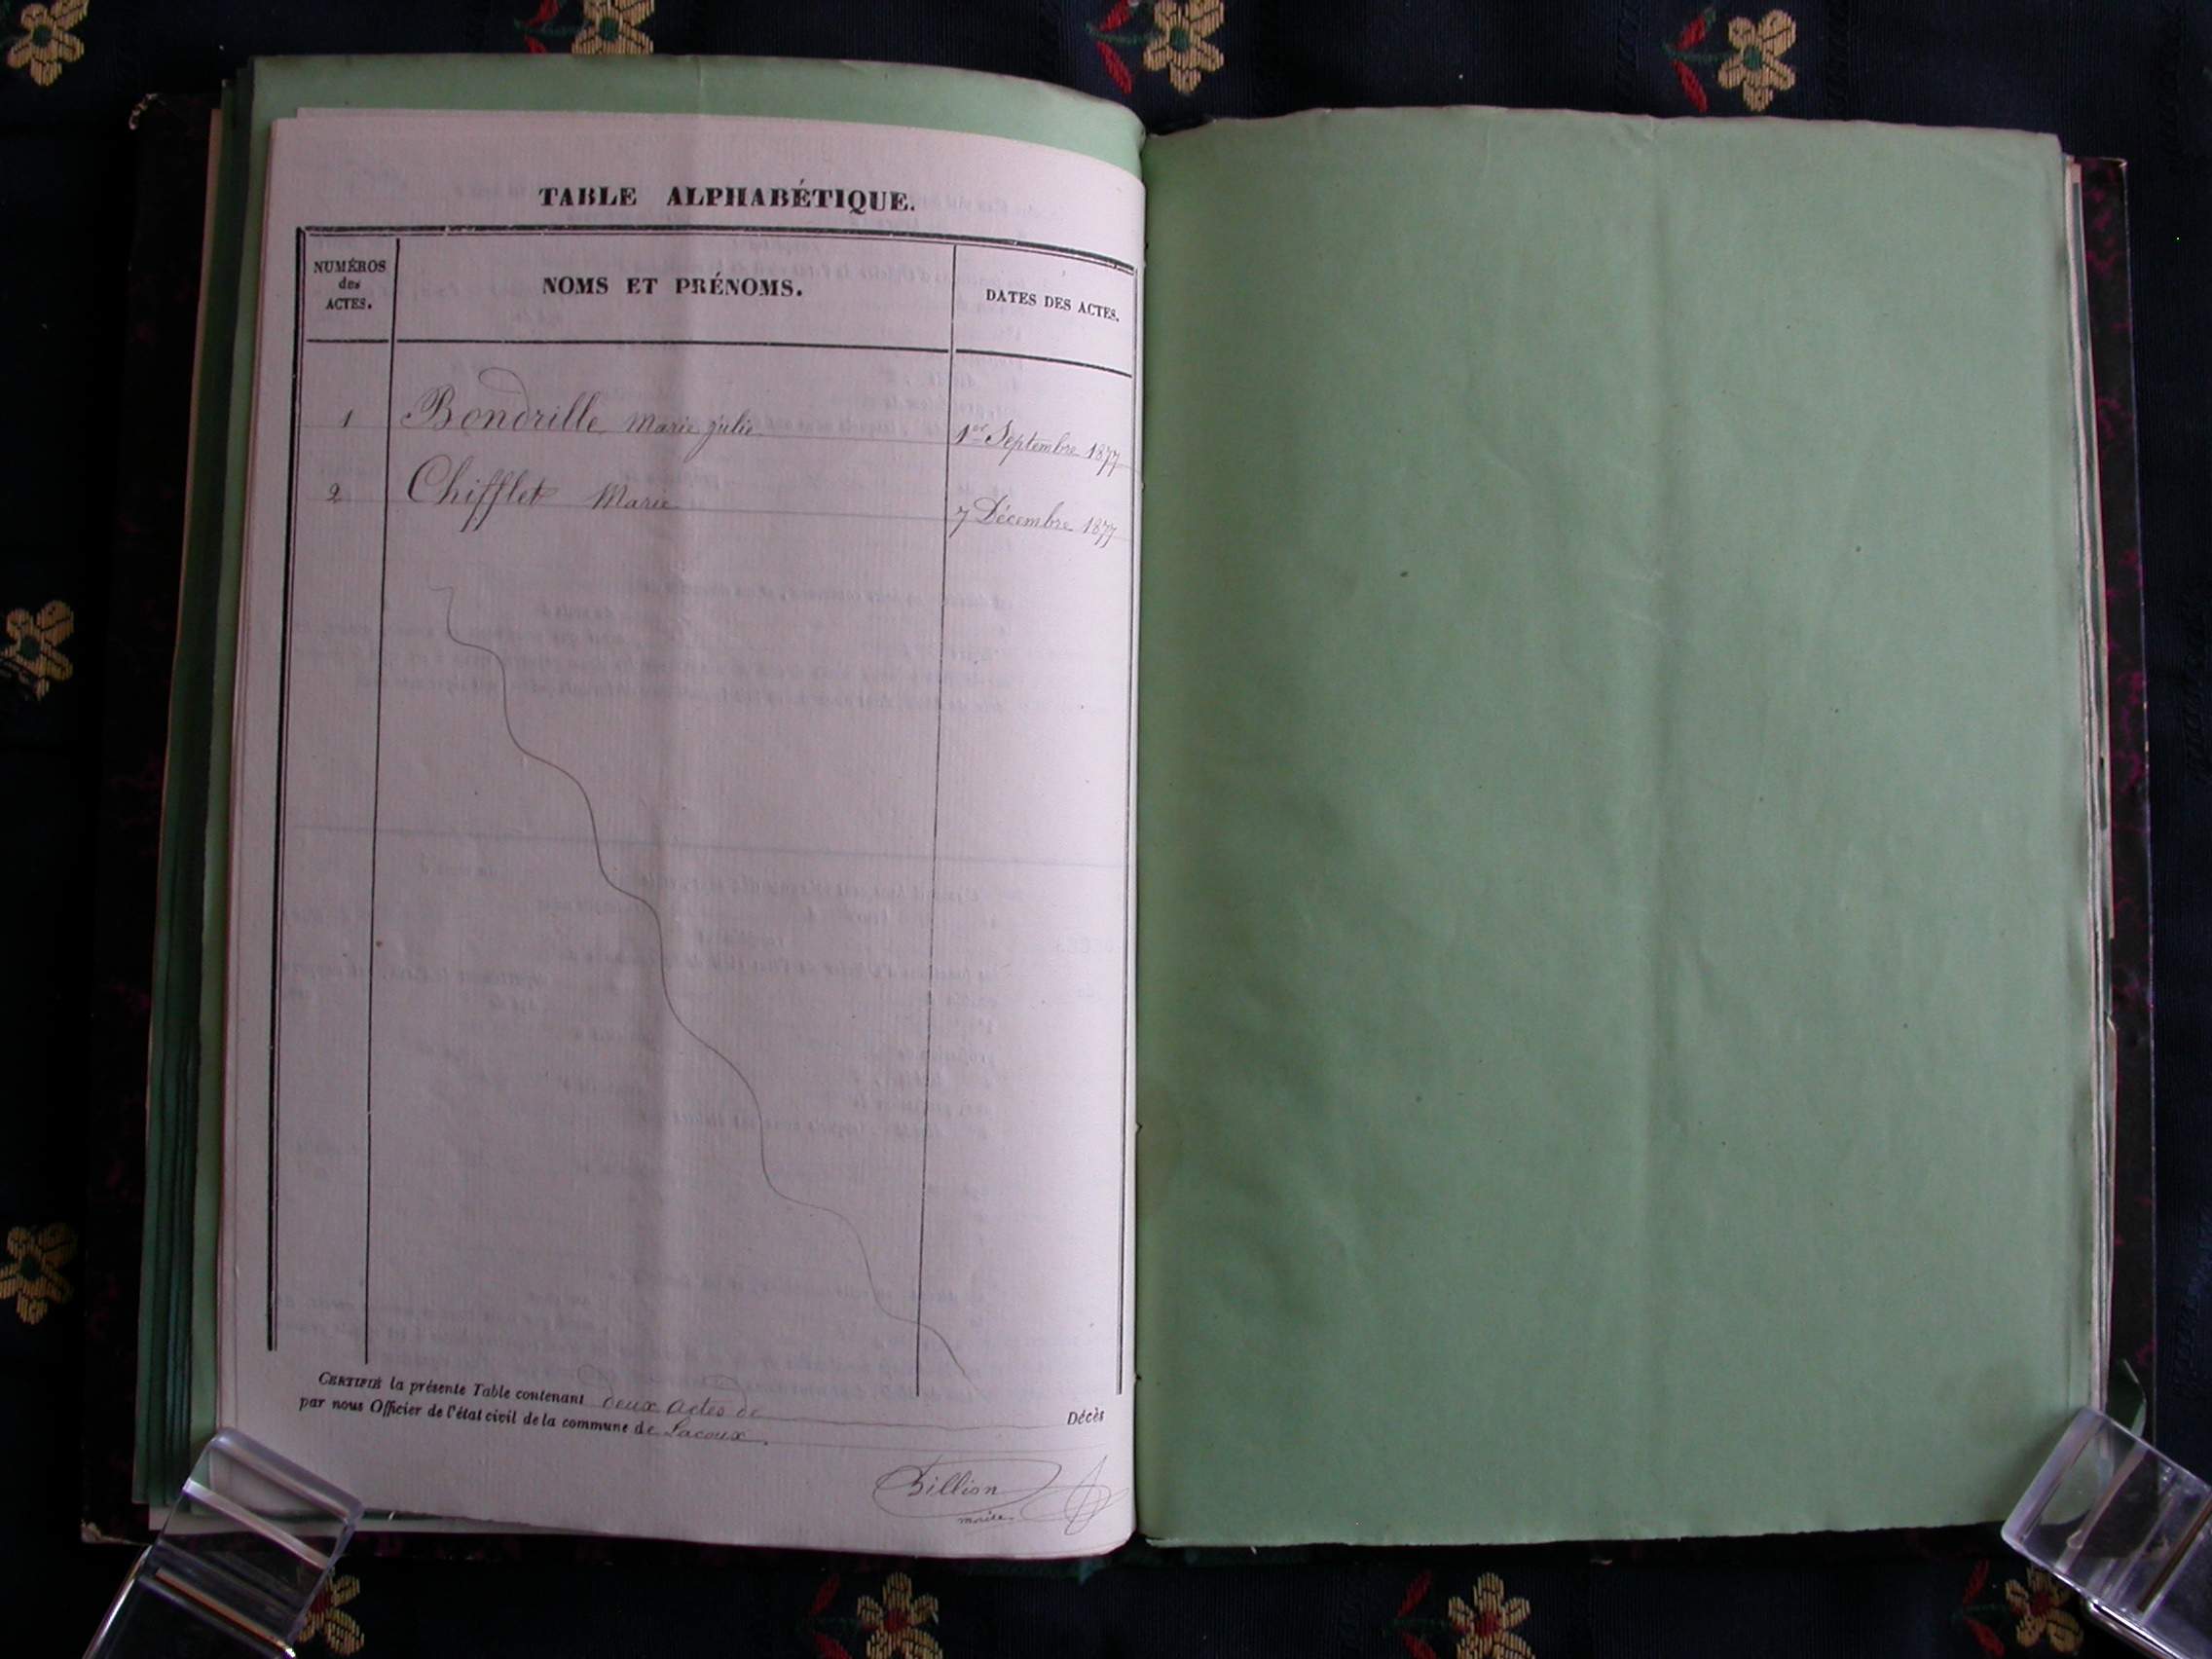 TABLE ALPHABÉTIQUE.
NUMÉROS
des
ACTES.
NOMS ET PRÉNOMS.
DATES DES ACTES.
1 Bondrille Marie julie 1er Septembre 1877
2 Chifflet Marie 7 Décembre 1877
CERTIFIÉ la présente Table contenant deux actes de Décès
par nous Officier de l'état civil de la commune de Lacoux.
Billion
maire